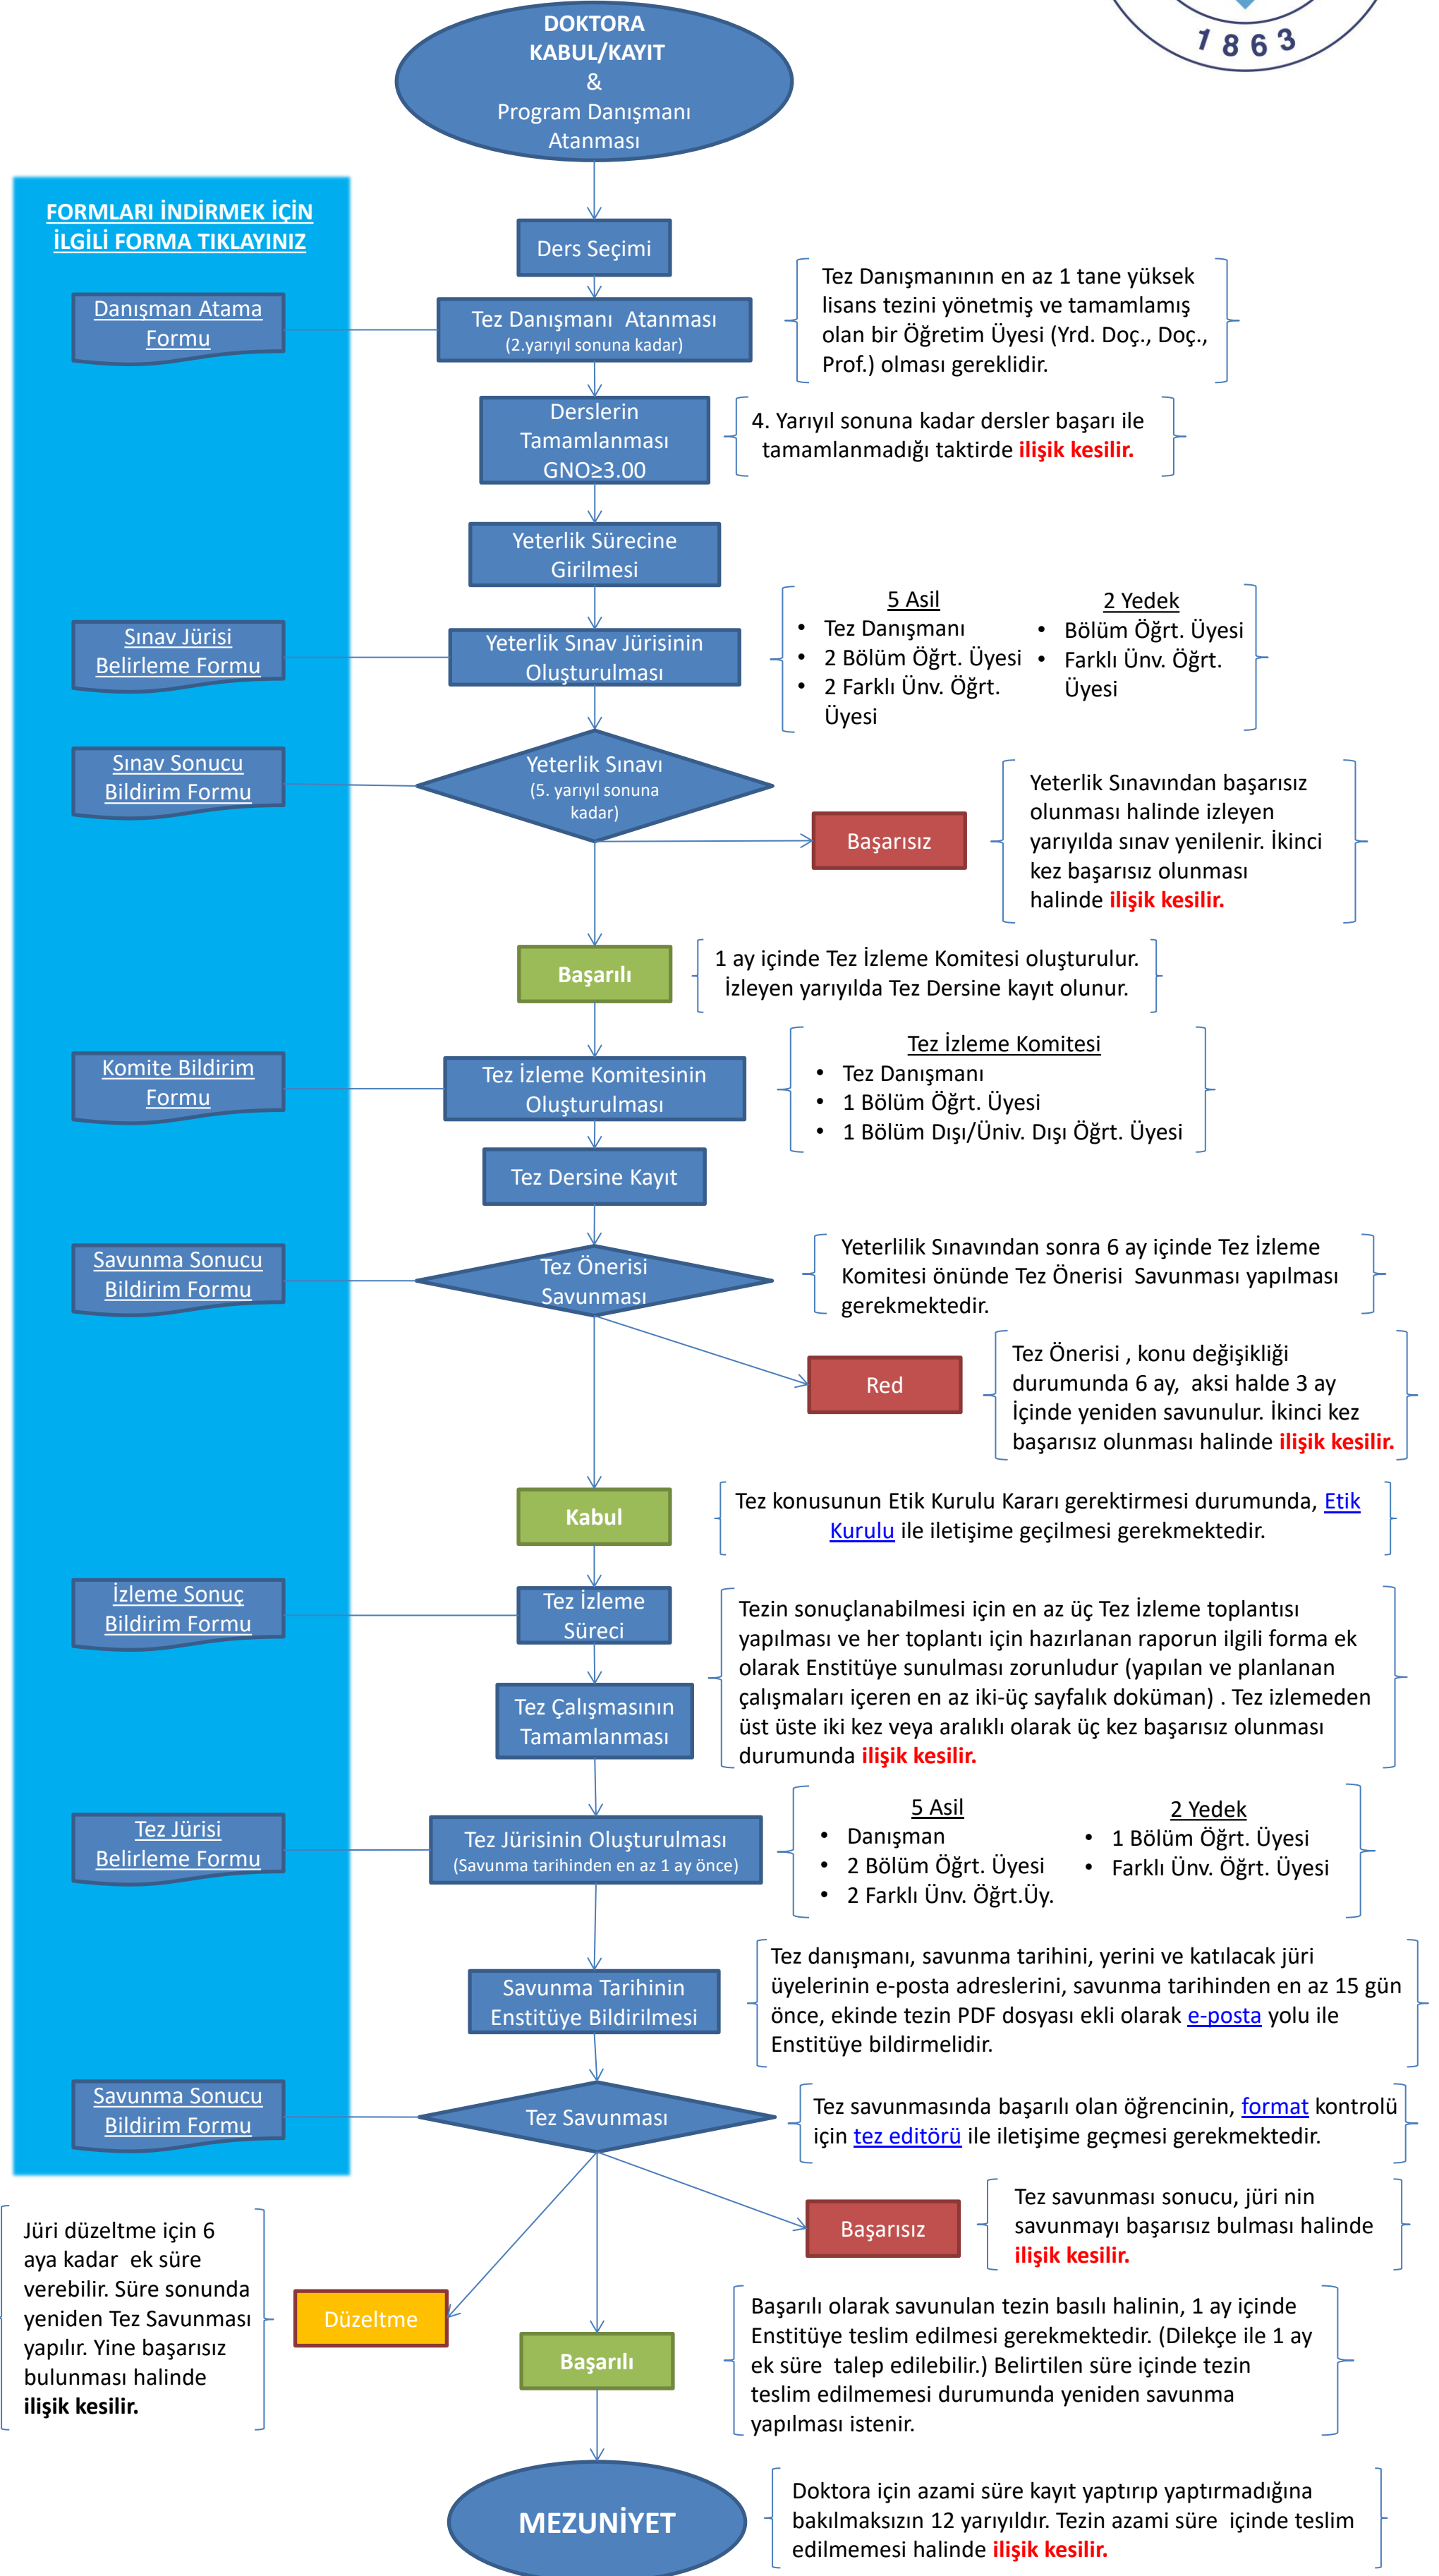 1863
DOKTORA
KABUL/KAYIT
&
Program Danışmanı
Atanması
FORMLARI İNDİRMEK İÇİN
İLGİLİ FORMA TIKLAYINIZ
Ders Seçimi
Danışman Atama
Formu
Tez Danışmanı Atanması
(2.yarıyıl sonuna kadar)
Tez Danışmanının en az 1 tane yüksek
lisans tezini yönetmiş ve tamamlamış
olan bir Öğretim Üyesi (Yrd. Doç., Doç.,
Prof.) olması gereklidir.
Derslerin
Tamamlanması
GNO≥3.00
4. Yarıyıl sonuna kadar dersler başarı ile
tamamlanmadığı taktirde ilişik kesilir.
Yeterlik Sürecine
Girilmesi
Sınav Jürisi
Belirleme Formu
Yeterlik Sınav Jürisinin
Oluşturulması
5 Asil
• Tez Danışmanı
• 2 Bölüm Öğrt. Üyesi
• 2 Farklı Ünv. Öğrt.
Üyesi
2 Yedek
• Bölüm Öğrt. Üyesi
• Farklı Ünv. Öğrt.
Üyesi
Sınav Sonucu
Bildirim Formu
Yeterlik Sınavı
(5. yarıyıl sonuna
kadar)
Başarısız
Yeterlik Sınavından başarısız
olunması halinde izleyen
yarıyılda sınav yenilenir. İkinci
kez başarısız olunması
halinde ilişik kesilir.
Başarılı
1 ay içinde Tez İzleme Komitesi oluşturulur.
İzleyen yarıyılda Tez Dersine kayıt olunur.
Komite Bildirim
Formu
Tez İzleme Komitesinin
Oluşturulması
Tez İzleme Komitesi
• Tez Danışmanı
• 1 Bölüm Öğrt. Üyesi
• 1 Bölüm Dışı/Üniv. Dışı Öğrt. Üyesi
Tez Dersine Kayıt
Savunma Sonucu
Bildirim Formu
Tez Önerisi
Savunması
Yeterlilik Sınavından sonra 6 ay içinde Tez İzleme
Komitesi önünde Tez Önerisi Savunması yapılması
gerekmektedir.
Red
Tez Önerisi , konu değişikliği
durumunda 6 ay, aksi halde 3 ay
İçinde yeniden savunulur. İkinci kez
başarısız olunması halinde ilişik kesilir.
Kabul
Tez konusunun Etik Kurulu Kararı gerektirmesi durumunda, Etik
Kurulu ile iletişime geçilmesi gerekmektedir.
İzleme Sonuç
Bildirim Formu
Tez İzleme
Süreci
Tezin sonuçlanabilmesi için en az üç Tez İzleme toplantısı
yapılması ve her toplantı için hazırlanan raporun ilgili forma ek
olarak Enstitüye sunulması zorunludur (yapılan ve planlanan
çalışmaları içeren en az iki-üç sayfalık doküman) . Tez izlemeden
üst üste iki kez veya aralıklı olarak üç kez başarısız olunması
durumunda ilişik kesilir.
Tez Çalışmasının
Tamamlanması
Tez Jürisi
Belirleme Formu
Tez Jürisinin Oluşturulması
(Savunma tarihinden en az 1 ay önce)
5 Asil
• Danışman
• 2 Bölüm Öğrt. Üyesi
• 2 Farklı Ünv. Öğrt.Üy.
2 Yedek
• 1 Bölüm Öğrt. Üyesi
• Farklı Ünv. Öğrt. Üyesi
Savunma Tarihinin
Enstitüye Bildirilmesi
Tez danışmanı, savunma tarihini, yerini ve katılacak jüri
üyelerinin e-posta adreslerini, savunma tarihinden en az 15 gün
önce, ekinde tezin PDF dosyası ekli olarak e-posta yolu ile
Enstitüye bildirmelidir.
Savunma Sonucu
Bildirim Formu
Tez Savunması
Tez savunmasında başarılı olan öğrencinin, format kontrolü
için tez editörü ile iletişime geçmesi gerekmektedir.
Başarısız
Tez savunması sonucu, jüri nin
savunmayı başarısız bulması halinde
ilişik kesilir.
Jüri düzeltme için 6
aya kadar ek süre
verebilir. Süre sonunda
yeniden Tez Savunması
yapılır. Yine başarısız
bulunması halinde
ilişik kesilir.
Düzeltme
Başarılı
Başarılı olarak savunulan tezin basılı halinin, 1 ay içinde
Enstitüye teslim edilmesi gerekmektedir. (Dilekçe ile 1 ay
ek süre talep edilebilir.) Belirtilen süre içinde tezin
teslim edilmemesi durumunda yeniden savunma
yapılması istenir.
MEZUNİYET
Doktora için azami süre kayıt yaptırıp yaptırmadığına
bakılmaksızın 12 yarıyıldır. Tezin azami süre içinde teslim
edilmemesi halinde ilişik kesilir.